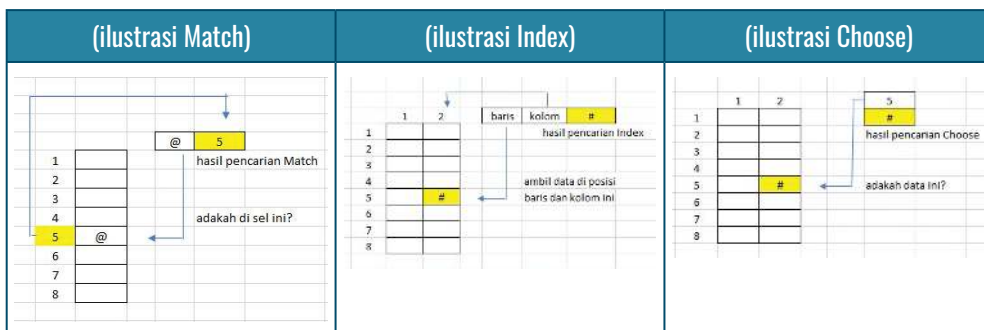 (ilustrasi Match)
@ 5
hasil pencarian Match
1
2
3
4 adakah di sel ini?
5 @
6
7
8
(ilustrasi Index)
1 2 baris kolom #
1 hasil pencarian Index
2
3
4 ambil data di posisi
5 # baris dan kolom ini
6
7
8
(ilustrasi Choose)
5
1 2 #
1
2 hasil pencarian Choose
3
4
5 # adakah data ini?
6
7
8